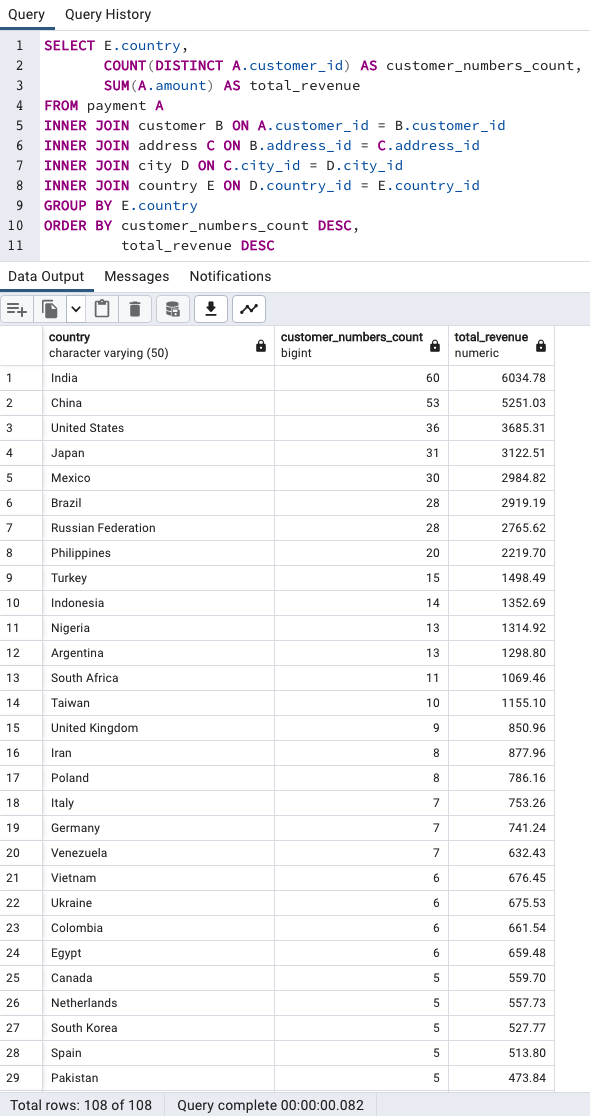 Query Query History
1 SELECT E.country,
2 COUNT(DISTINCT A.customer_id) AS customer_numbers_count,
3 SUM(A.amount) AS total_revenue
4 FROM payment A
5 INNER JOIN customer B ON A.customer_id = B.customer_id
6 INNER JOIN address C ON B.address_id = C.address_id
7 INNER JOIN city D ON C.city_id = D.city_id
8 INNER JOIN country E ON D.country_id = E.country_id
9 GROUP BY E.country
10 ORDER BY customer_numbers_count DESC,
11 total_revenue DESC
Data Output Messages Notifications
country customer_numbers_count total_revenue
character varying (50) bigint numeric
1 India 60 6034.78
2 China 53 5251.03
3 United States 36 3685.31
4 Japan 31 3122.51
5 Mexico 30 2984.82
6 Brazil 28 2919.19
7 Russian Federation 28 2765.62
8 Philippines 20 2219.70
9 Turkey 15 1498.49
10 Indonesia 14 1352.69
11 Nigeria 13 1314.92
12 Argentina 13 1298.80
13 South Africa 11 1069.46
14 Taiwan 10 1155.10
15 United Kingdom 9 850.96
16 Iran 8 877.96
17 Poland 8 786.16
18 Italy 7 753.26
19 Germany 7 741.24
20 Venezuela 7 632.43
21 Vietnam 6 676.45
22 Ukraine 6 675.53
23 Colombia 6 661.54
24 Egypt 6 659.48
25 Canada 5 559.70
26 Netherlands 5 557.73
27 South Korea 5 527.77
28 Spain 5 513.80
29 Pakistan 5 473.84
Total rows: 108 of 108 Query complete 00:00:00.082